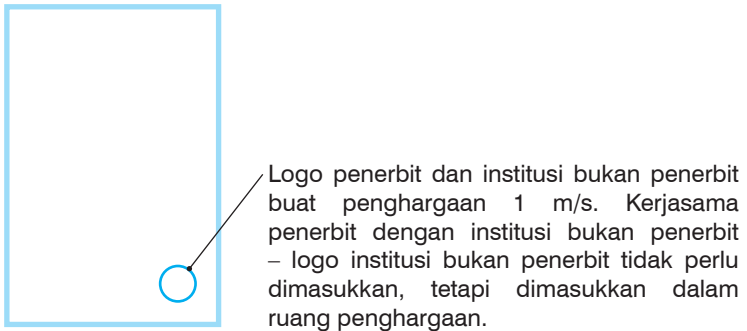 Logo penerbit dan institusi bukan penerbit
buat penghargaan 1 m/s. Kerjasama
penerbit dengan institusi bukan penerbit
– logo institusi bukan penerbit tidak perlu
dimasukkan, tetapi dimasukkan dalam
ruang penghargaan.